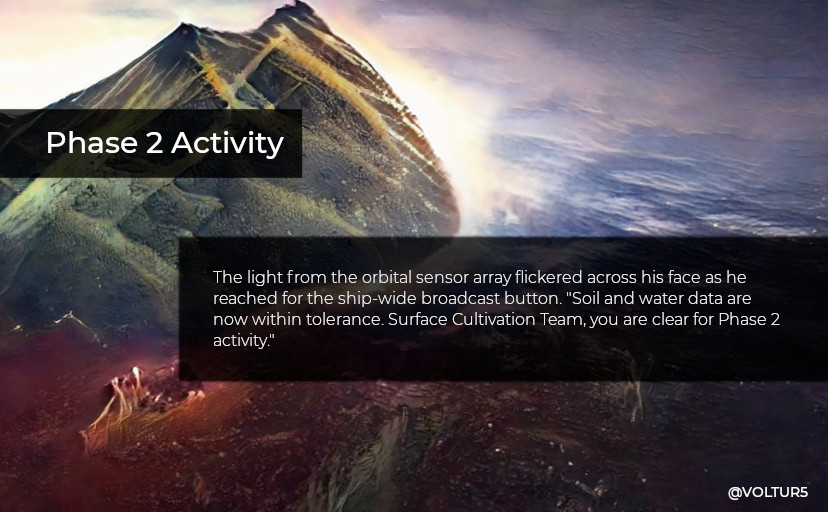 Phase 2 Activity
The light from the orbital sensor array flickered across his face as he
reached for the ship-wide broadcast button. "Soil and water data are
now within tolerance. Surface Cultivation Team, you are clear for Phase 2
activity."
@VOLTUR5